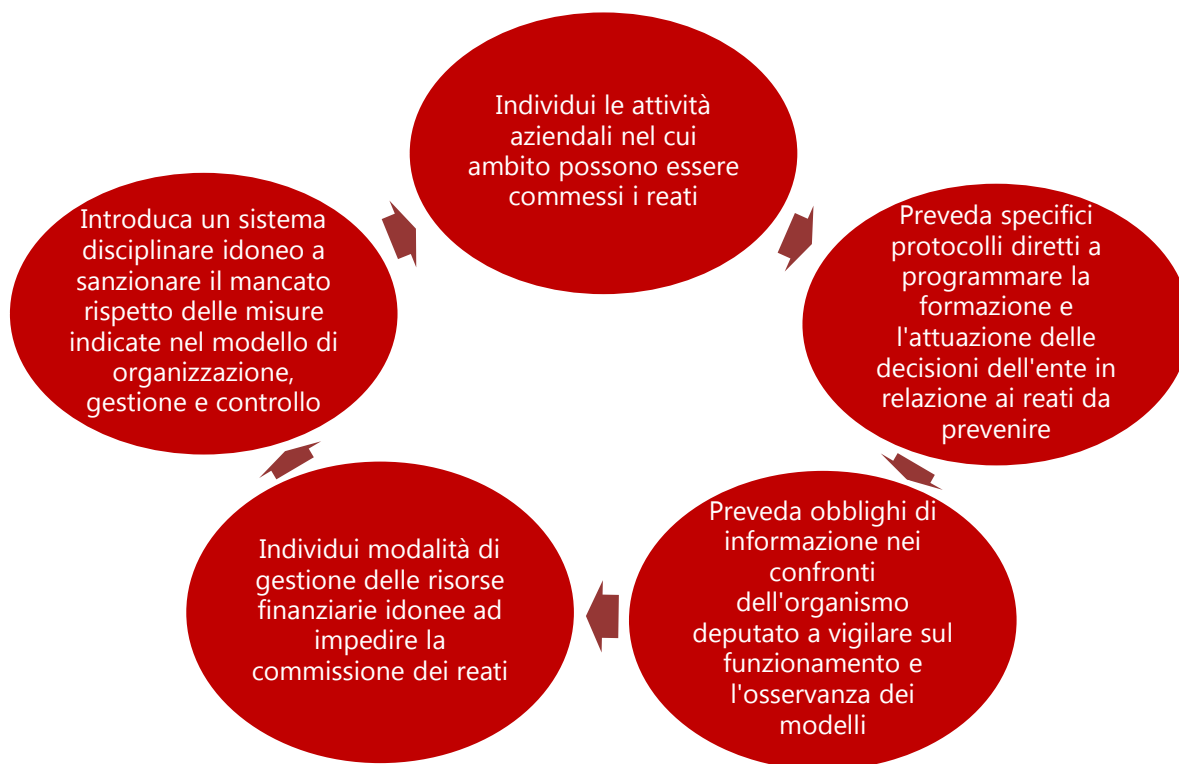 Individui le attività
aziendali nel cui
ambito possono essere
commessi i reati
Preveda specifici
protocolli diretti a
programmare la
formazione e
l'attuazione delle
decisioni dell'ente in
relazione ai reati da
prevenire
Preveda obblighi di
informazione nei
confronti
dell'organismo
deputato a vigilare sul
funzionamento e
l'osservanza dei
modelli
Individui modalità di
gestione delle risorse
finanziarie idonee ad
impedire la
commissione dei reati
Introduca un sistema
disciplinare idoneo a
sanzionare il mancato
rispetto delle misure
indicate nel modello di
organizzazione,
gestione e controllo